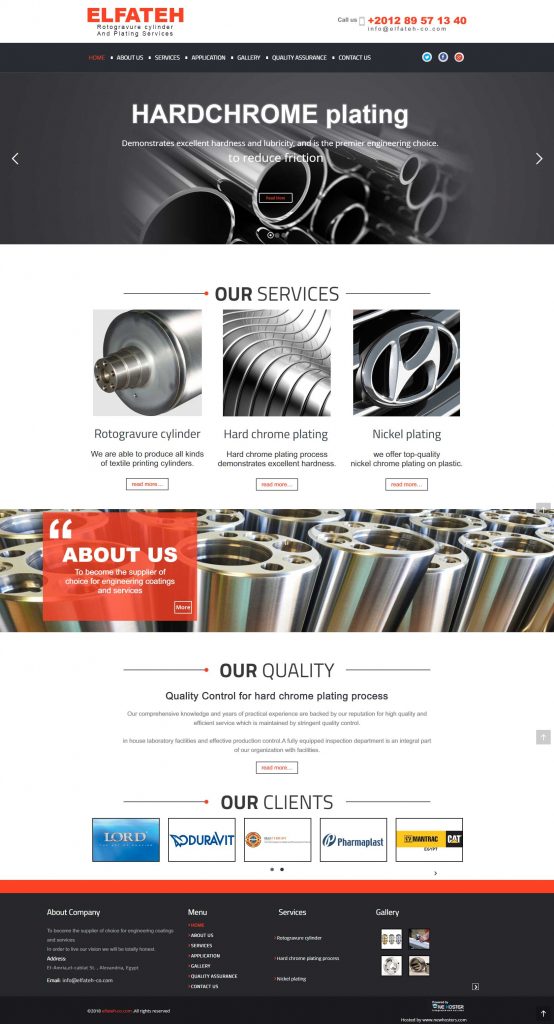 ELFATEH
Rotogravure cylinder
And Plating Services
Call us +2012 89 57 13 40
info@elfateh-co.com
HOME ABOUT US SERVICES APPLICATION GALLERY QUALITY ASSURANCE CONTACT US
HARDCHROME plating
Demonstrates excellent hardness and lubricity, and is the premier engineering choice.
to reduce friction
Read More
OUR SERVICES
Rotogravure cylinder
We are able to produce all kinds
of textile printing cylinders.
read more...
Hard chrome plating
Hard chrome plating process
demonstrates excellent hardness.
read more...
Nickel plating
we offer top-quality
nickel chrome plating on plastic.
read more...
ABOUT US
To become the supplier of
choice for engineering coatings
and services
More
OUR QUALITY
Quality Control for hard chrome plating process
Our comprehensive knowledge and years of practical experience are backed by our reputation for high quality and
efficient service which is maintained by stringent quality control.
in house laboratory facilities and effective production control.A fully equipped inspection department is an integral part
of our organization with facilities.
read more...
OUR CLIENTS
LORD
DURAVIT
Pharmaplast
MANTRAC CAT
EGYPT
About Company
To become the supplier of choice for engineering coatings
and services
In order to live our vision we will be totally honest.
Address:
El-Amria,el-cablat St. , Alexandria, Egypt
Email: info@elfateh-co.com
Menu
HOME
ABOUT US
SERVICES
APPLICATION
GALLERY
QUALITY ASSURANCE
CONTACT US
Services
Rotogravure cylinder
Hard chrome plating process
Nickel plating
Gallery
©2018 elfateh-co.com .All rights reserved
Powered by
NEW HOSTER
Hosted by www.newhosters.com